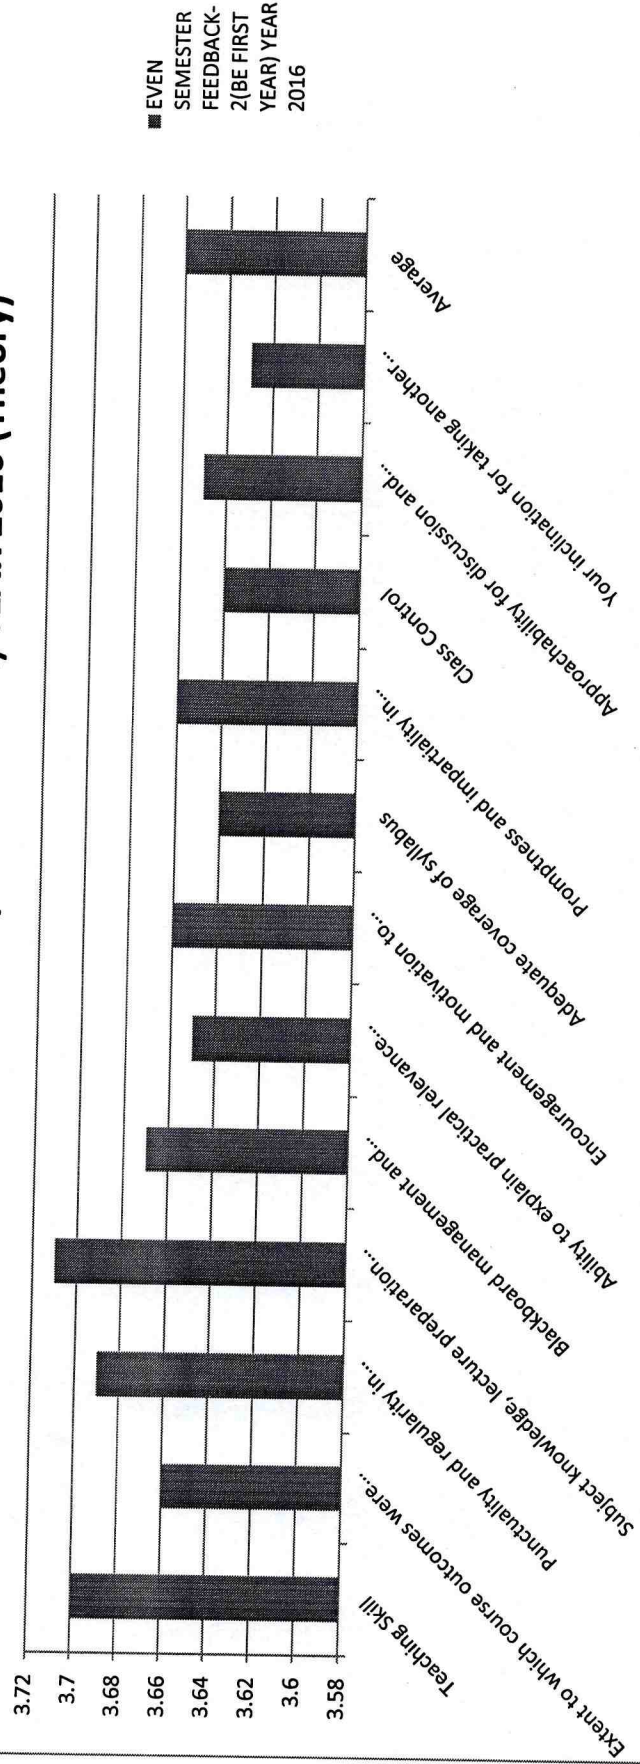 (Theory)
3.72
3.7
3.68
3.66
3.64
3.62
3.6
3.58
Teaching Skill
Extent to which course outcomes were...
Punctuality and regularity in...
Subject knowledge, lecture preparation...
Blackboard management and...
Ability to explain practical relevance...
Encouragement and motivation to...
Adequate coverage of syllabus
Promptness and impartiality in...
Class Control
Approachability for discussion and...
Your inclination for taking another...
Average
EVEN
SEMESTER
FEEDBACK-
2(BE FIRST
YEAR) YEAR
2016